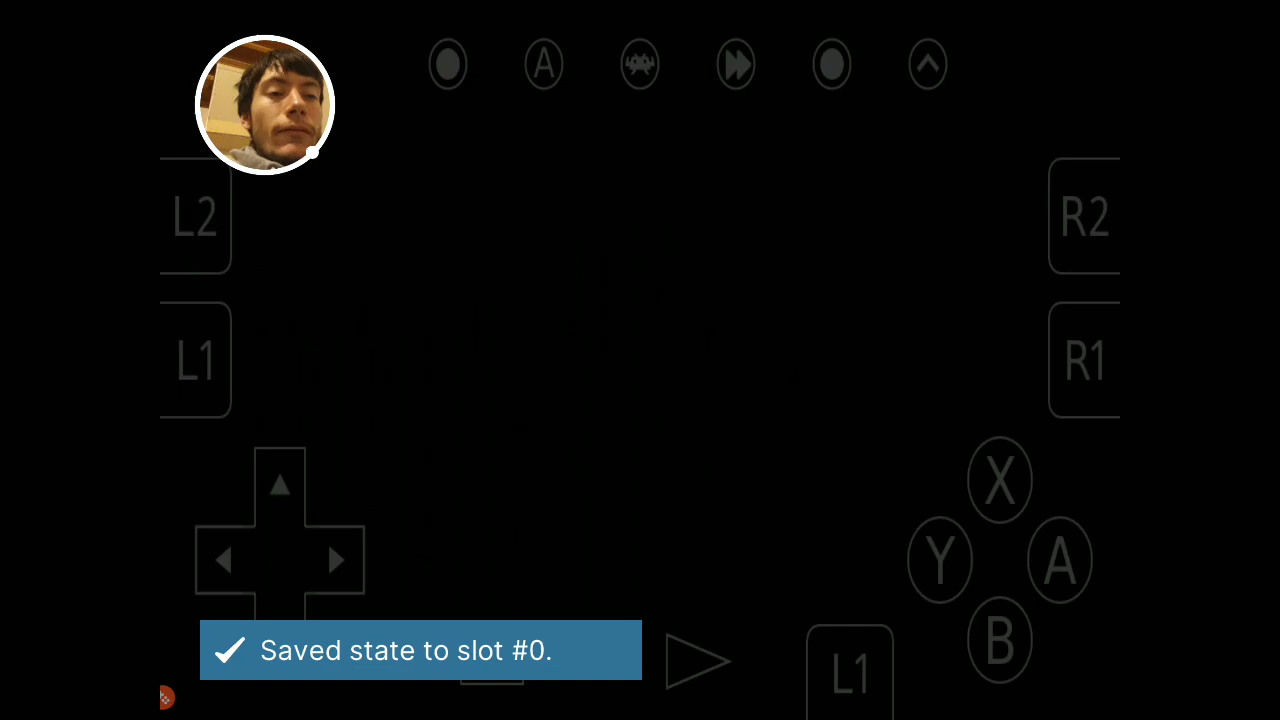 A
L2
R2
L1
R1
X
Y
A
B
Saved state to slot #0.
L1